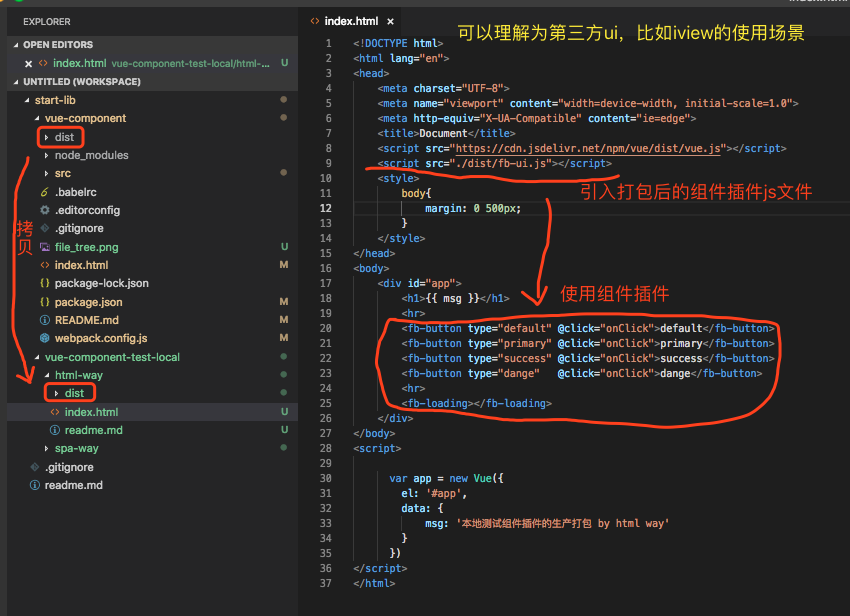 EXPLORER
OPEN EDITORS
index.html vue-component-test-local/html-... U
UNTITLED (WORKSPACE)
start-lib
vue-component
dist
node_modules
src
.babelrc
.editorconfig
.gitignore
file_tree.png U
index.html M
package-lock.json
package.json M
README.md M
webpack.config.js M
vue-component-test-local
html-way
dist
index.html U
readme.md U
spa-way
.gitignore
readme.md
拷贝
index.html
可以理解为第三方ui，比如iview的使用场景
1 <!DOCTYPE html>
2 <html lang="en">
3 <head>
4 <meta charset="UTF-8">
5 <meta name="viewport" content="width=device-width, initial-scale=1.0">
6 <meta http-equiv="X-UA-Compatible" content="ie=edge">
7 <title>Document</title>
8 <script src="https://cdn.jsdelivr.net/npm/vue/dist/vue.js"></script>
9 <script src="./dist/fb-ui.js"></script>
10 <style>
11 body{
引入打包后的组件插件js文件
12 margin: 0 500px;
13 }
14 </style>
15 </head>
16 <body>
17 <div id="app">
18 <h1>{{ msg }}</h1>
使用组件插件
19 <hr>
20 <fb-button type="default" @click="onClick">default</fb-button>
21 <fb-button type="primary" @click="onClick">primary</fb-button>
22 <fb-button type="success" @click="onClick">success</fb-button>
23 <fb-button type="dange" @click="onClick">dange</fb-button>
24 <hr>
25 <fb-loading></fb-loading>
26 </div>
27 </body>
28 <script>
29
30 var app = new Vue({
31 el: '#app',
32 data: {
33 msg: '本地测试组件插件的生产打包 by html way'
34 }
35 })
36 </script>
37 </html>